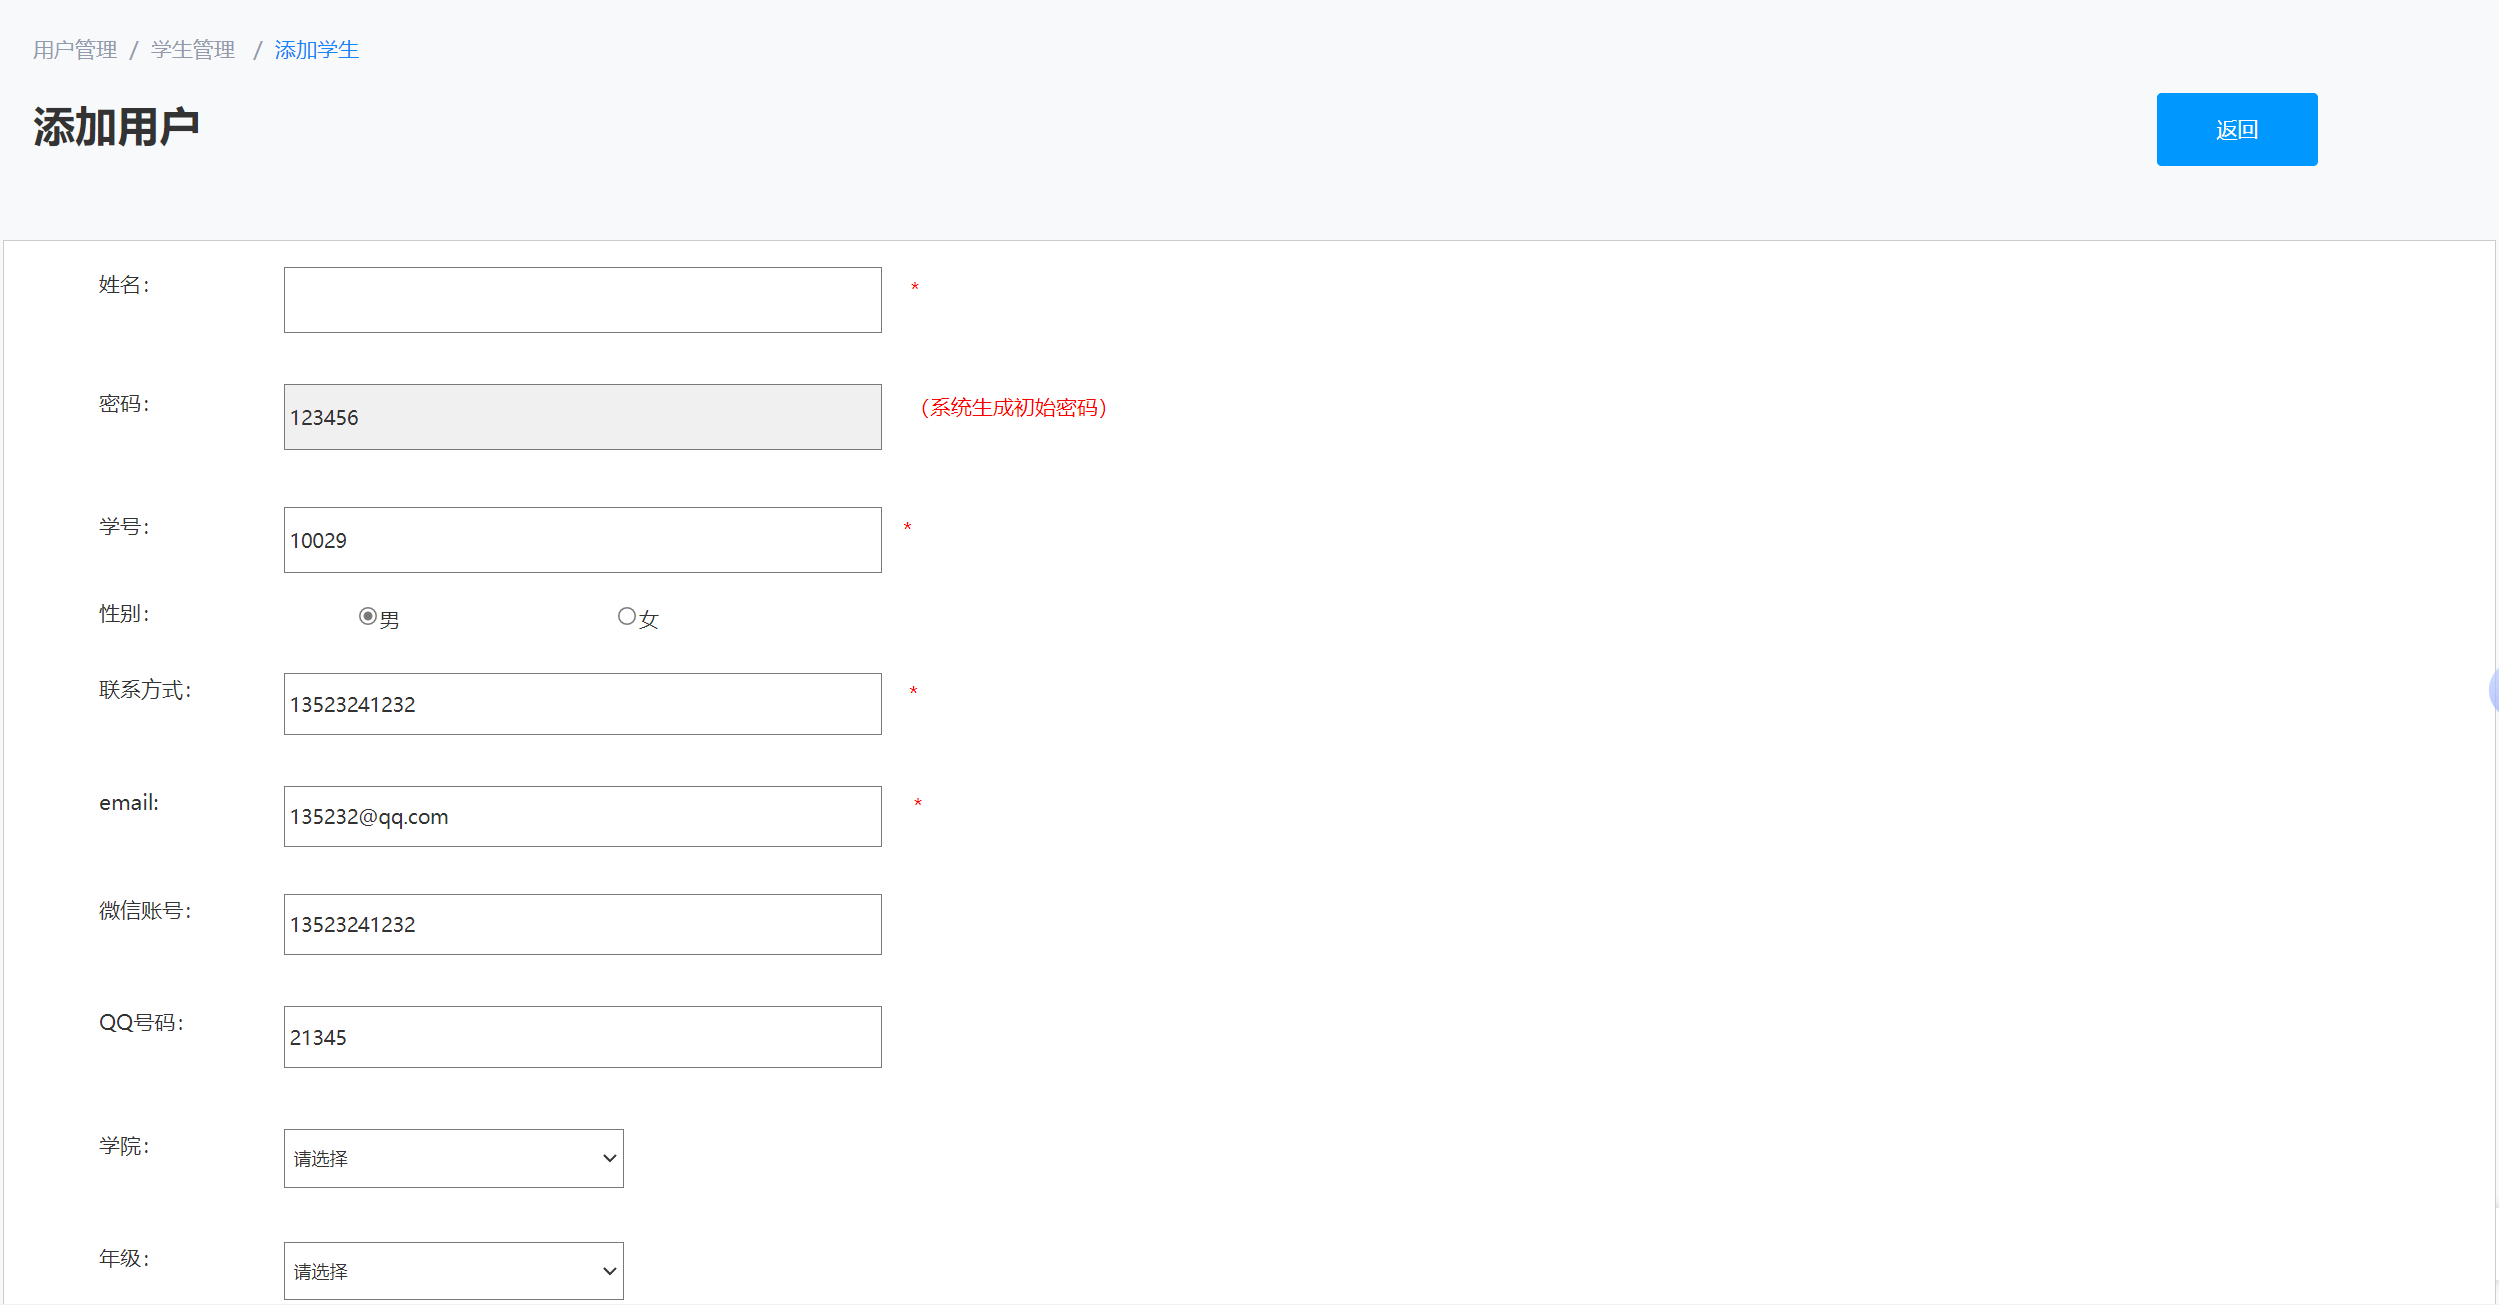 用户管理 / 学生管理 / 添加学生
添加用户
返回
姓名： *
密码： 123456 （系统生成初始密码）
学号： 10029 *
性别： 男 女
联系方式： 13523241232 *
email: 135232@qq.com *
微信账号： 13523241232
QQ号码： 21345
学院： 请选择
年级： 请选择